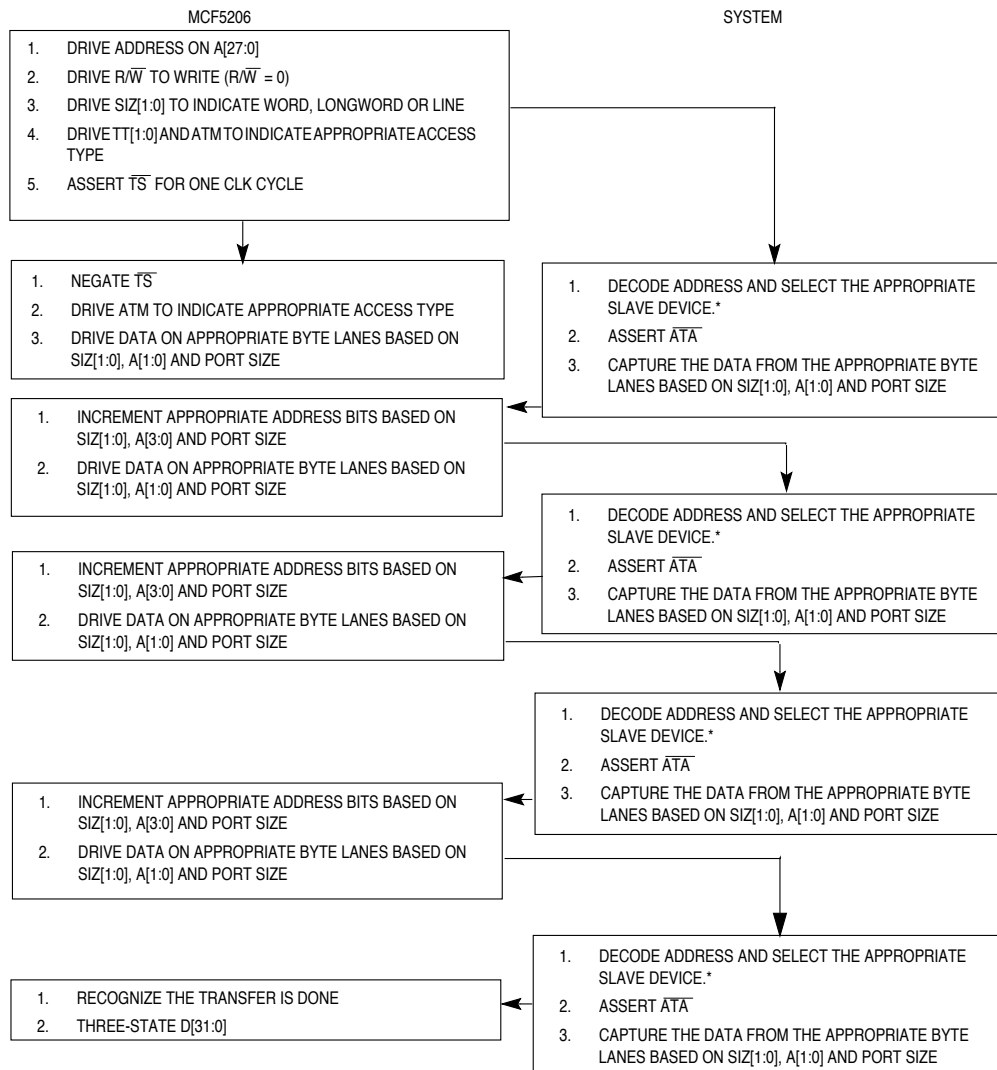 MCF5206
SYSTEM
1. DRIVE ADDRESS ON A[27:0]
2. DRIVE R/W̅ TO WRITE (R/W̅ = 0)
3. DRIVE SIZ[1:0] TO INDICATE WORD, LONGWORD OR LINE
4. DRIVE TT[1:0] AND ATM TO INDICATE APPROPRIATE ACCESS
TYPE
5. ASSERT T̅S̅ FOR ONE CLK CYCLE
1. NEGATE T̅S̅
2. DRIVE ATM TO INDICATE APPROPRIATE ACCESS TYPE
3. DRIVE DATA ON APPROPRIATE BYTE LANES BASED ON
SIZ[1:0], A[1:0] AND PORT SIZE
1. DECODE ADDRESS AND SELECT THE APPROPRIATE
SLAVE DEVICE.*
2. ASSERT A̅T̅A̅
3. CAPTURE THE DATA FROM THE APPROPRIATE BYTE
LANES BASED ON SIZ[1:0], A[1:0] AND PORT SIZE
1. INCREMENT APPROPRIATE ADDRESS BITS BASED ON
SIZ[1:0], A[3:0] AND PORT SIZE
2. DRIVE DATA ON APPROPRIATE BYTE LANES BASED ON
SIZ[1:0], A[1:0] AND PORT SIZE
1. DECODE ADDRESS AND SELECT THE APPROPRIATE
SLAVE DEVICE.*
2. ASSERT A̅T̅A̅
3. CAPTURE THE DATA FROM THE APPROPRIATE BYTE
LANES BASED ON SIZ[1:0], A[1:0] AND PORT SIZE
1. INCREMENT APPROPRIATE ADDRESS BITS BASED ON
SIZ[1:0], A[3:0] AND PORT SIZE
2. DRIVE DATA ON APPROPRIATE BYTE LANES BASED ON
SIZ[1:0], A[1:0] AND PORT SIZE
1. DECODE ADDRESS AND SELECT THE APPROPRIATE
SLAVE DEVICE.*
2. ASSERT A̅T̅A̅
3. CAPTURE THE DATA FROM THE APPROPRIATE BYTE
LANES BASED ON SIZ[1:0], A[1:0] AND PORT SIZE
1. INCREMENT APPROPRIATE ADDRESS BITS BASED ON
SIZ[1:0], A[3:0] AND PORT SIZE
2. DRIVE DATA ON APPROPRIATE BYTE LANES BASED ON
SIZ[1:0], A[1:0] AND PORT SIZE
1. DECODE ADDRESS AND SELECT THE APPROPRIATE
SLAVE DEVICE.*
2. ASSERT A̅T̅A̅
3. CAPTURE THE DATA FROM THE APPROPRIATE BYTE
LANES BASED ON SIZ[1:0], A[1:0] AND PORT SIZE
1. RECOGNIZE THE TRANSFER IS DONE
2. THREE-STATE D[31:0]